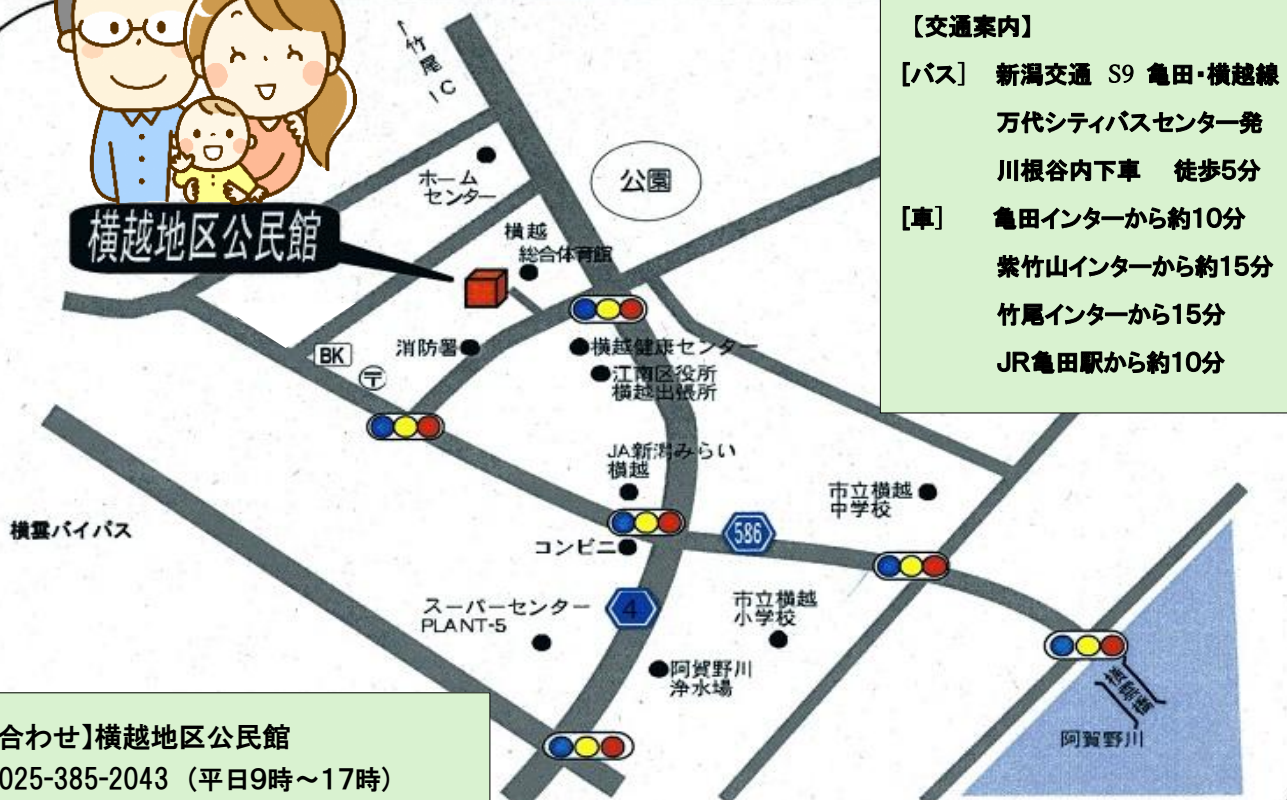 【交通案内】
[バス] 新潟交通 S9 亀田・横越線
万代シティバスセンター発
川根谷内下車 徒歩5分
[車] 亀田インターから約10分
紫竹山インターから約15分
竹尾インターから15分
JR亀田駅から約10分
↑竹尾IC
ホーム
センター
公園
横越地区公民館
横越
総合体育館
BK
〒
消防署
横越健康センター
江南区役所
横越出張所
JA新潟みらい
横越
市立横越
中学校
横雲バイパス
コンビニ
586
スーパーセンター
PLANT-5
4
市立横越
小学校
阿賀野川
浄水場
横雲橋
阿賀野川
合わせ】横越地区公民館
025-385-2043 (平日9時～17時)